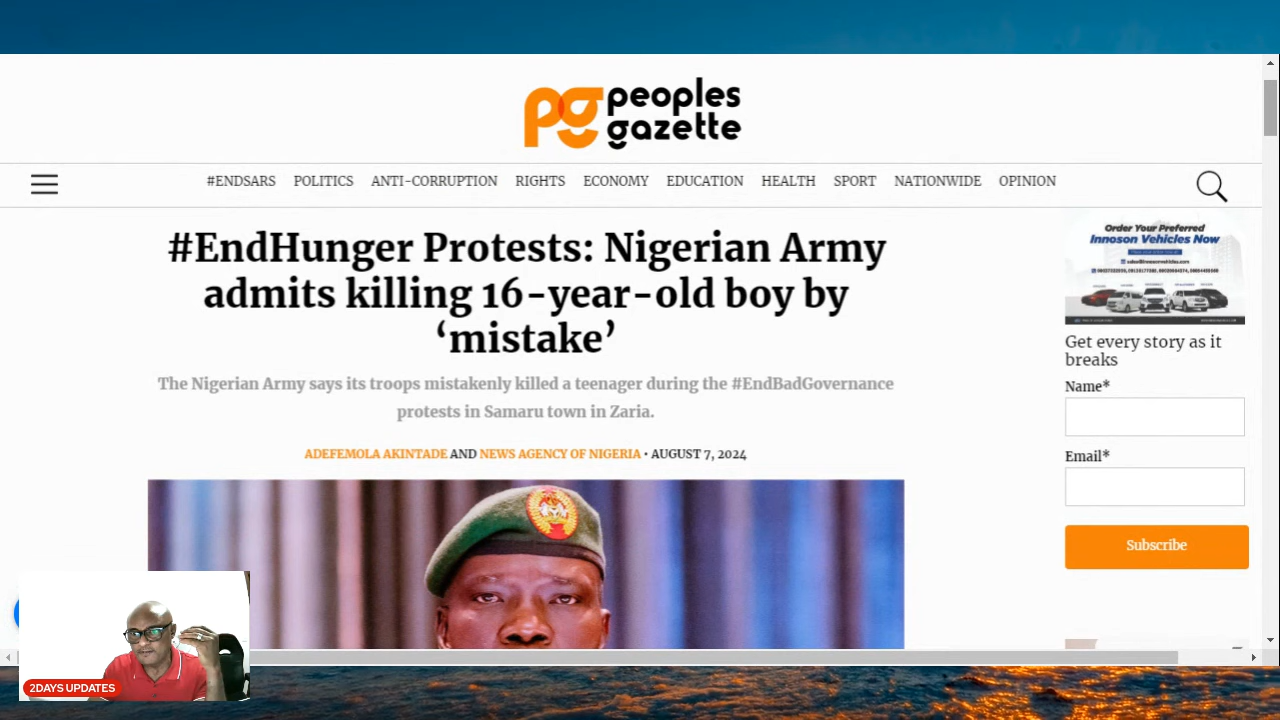 peoples
gazette
#ENDSARS POLITICS ANTI-CORRUPTION RIGHTS ECONOMY EDUCATION HEALTH SPORT NATIONWIDE OPINION
#EndHunger Protests: Nigerian Army
admits killing 16-year-old boy by
‘mistake’
The Nigerian Army says its troops mistakenly killed a teenager during the #EndBadGovernance
protests in Samaru town in Zaria.
ADEFEMOLA AKINTADE AND NEWS AGENCY OF NIGERIA • AUGUST 7, 2024
Order Your Preferred
Innoson Vehicles Now
Get every story as it
breaks
Name*
Email*
Subscribe
2DAYS UPDATES